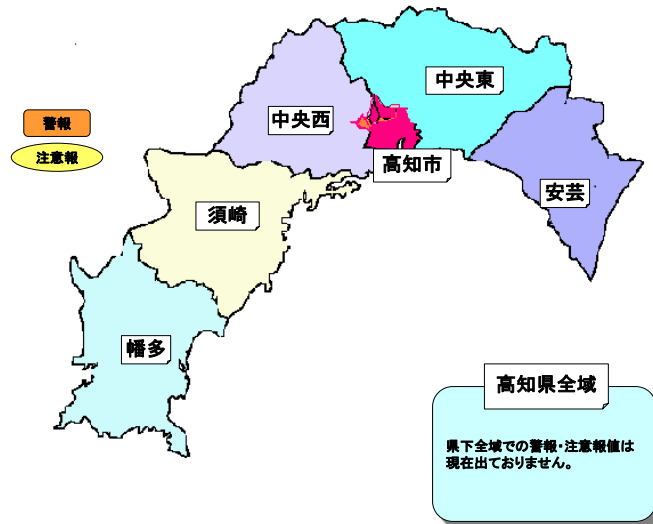 中央東
警報
中央西
注意報
高知市
安芸
須崎
幡多
高知県全域
県下全域での警報・注意報値は
現在出ておりません。